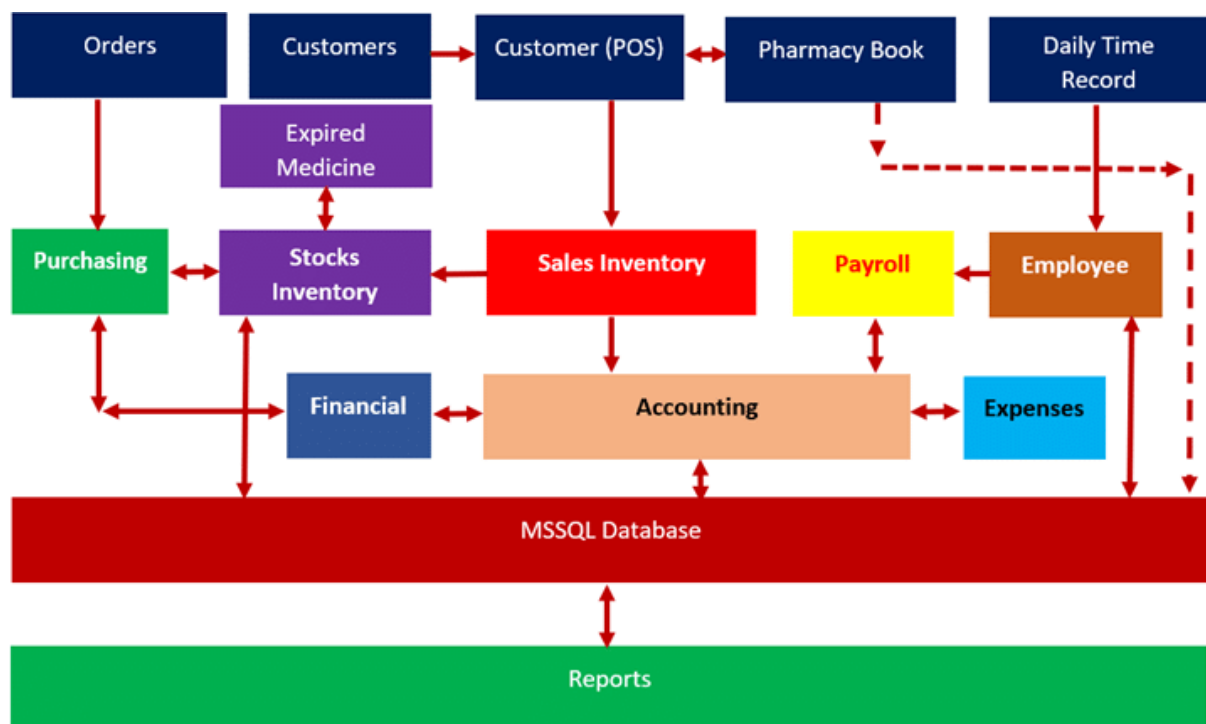 Orders
Customers
Customer (POS)
Pharmacy Book
Daily Time
Record
Expired
Medicine
Purchasing
Stocks
Inventory
Sales Inventory
Payroll
Employee
Financial
Accounting
Expenses
MSSQL Database
Reports